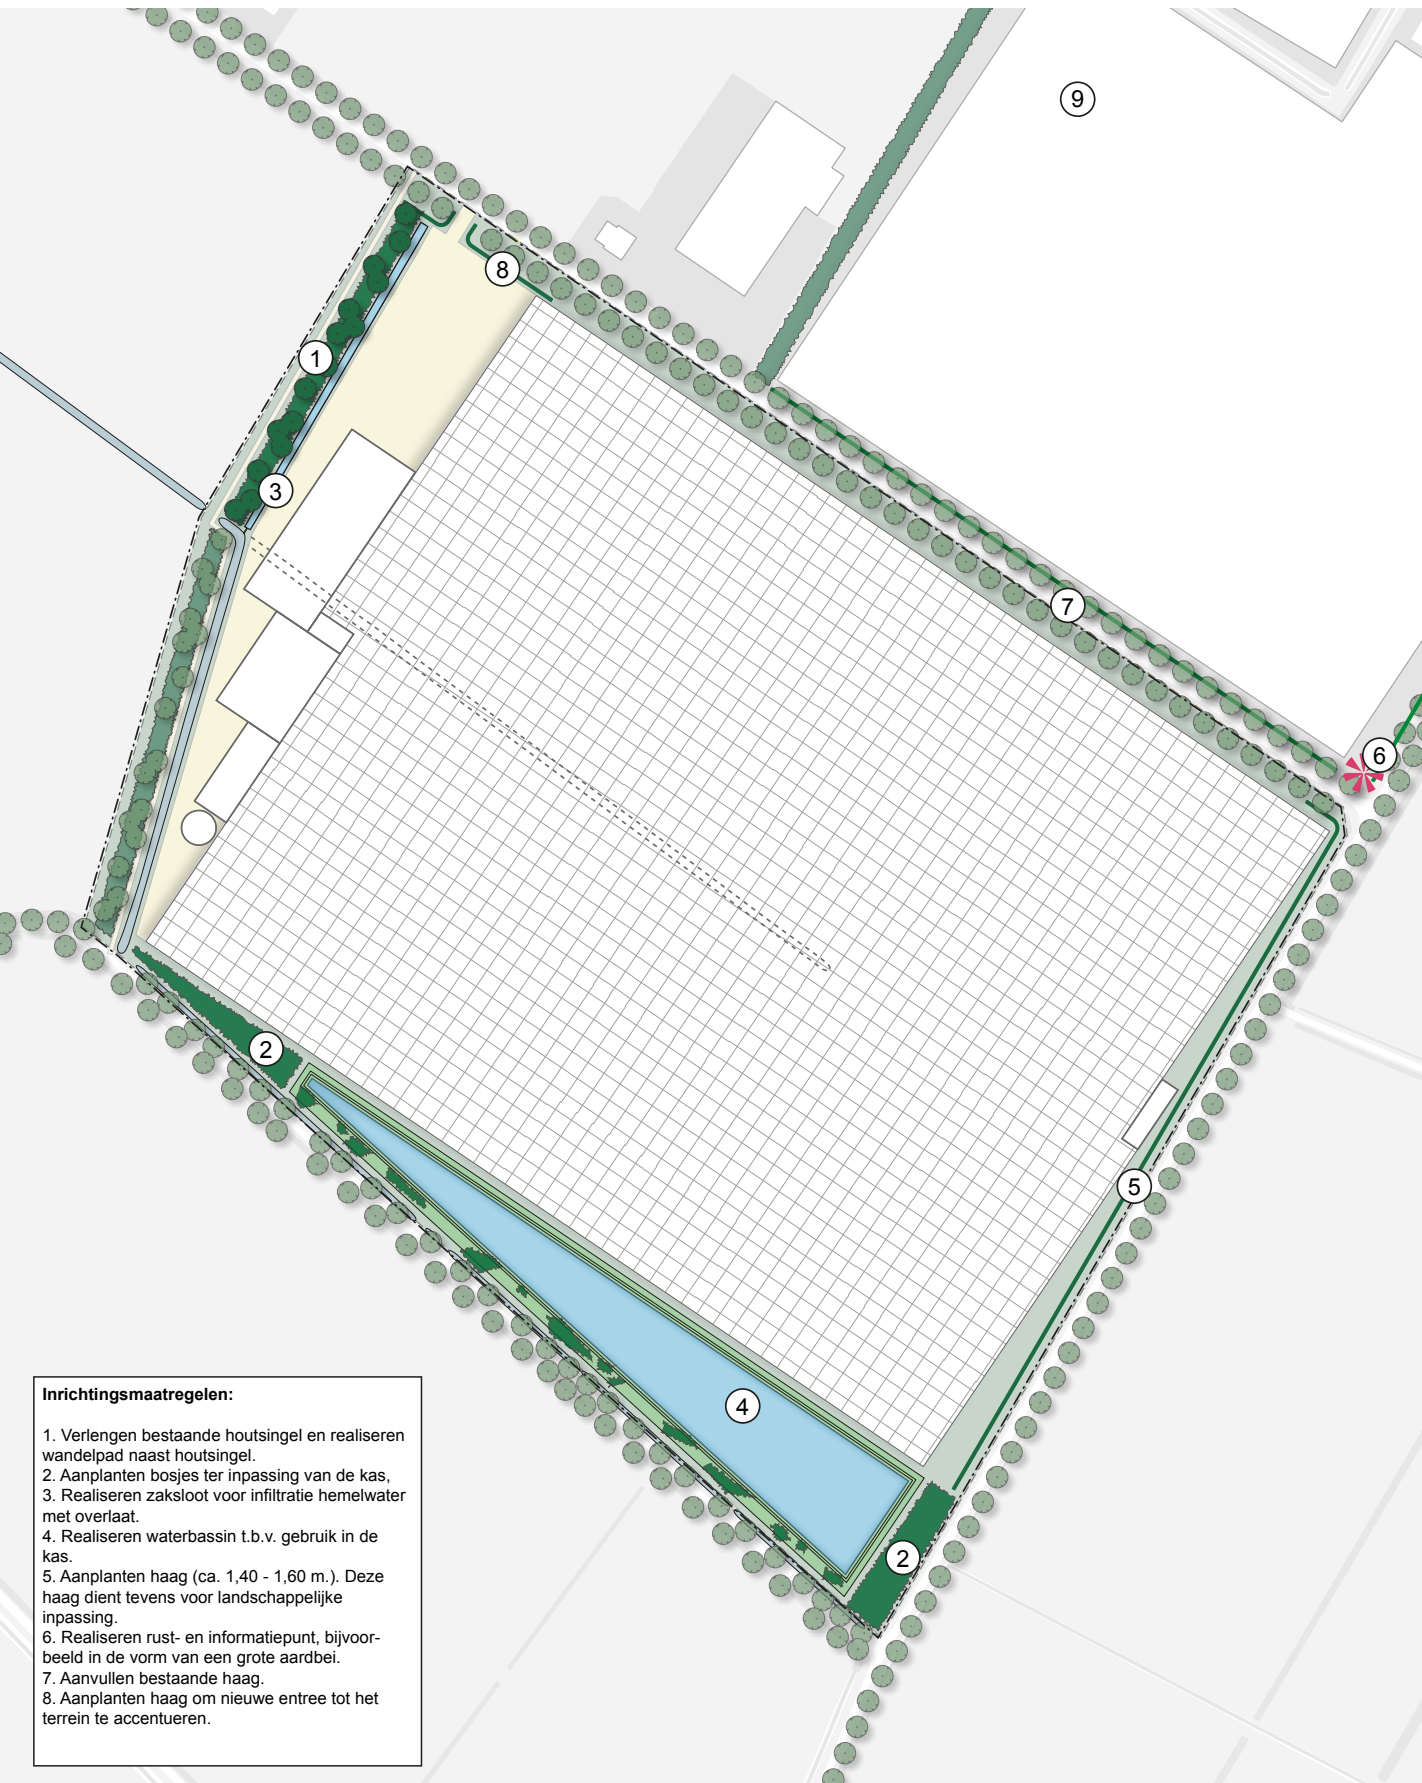 9
8
1
3
7
6
2
5
4
2
Inrichtingsmaatregelen:
1. Verlengen bestaande houtsingel en realiseren
wandelpad naast houtsingel.
2. Aanplanten bosjes ter inpassing van de kas,
3. Realiseren zaksloot voor infiltratie hemelwater
met overlaat.
4. Realiseren waterbassin t.b.v. gebruik in de
kas.
5. Aanplanten haag (ca. 1,40 - 1,60 m.). Deze
haag dient tevens voor landschappelijke
inpassing.
6. Realiseren rust- en informatiepunt, bijvoor-
beeld in de vorm van een grote aardbei.
7. Aanvullen bestaande haag.
8. Aanplanten haag om nieuwe entree tot het
terrein te accentueren.